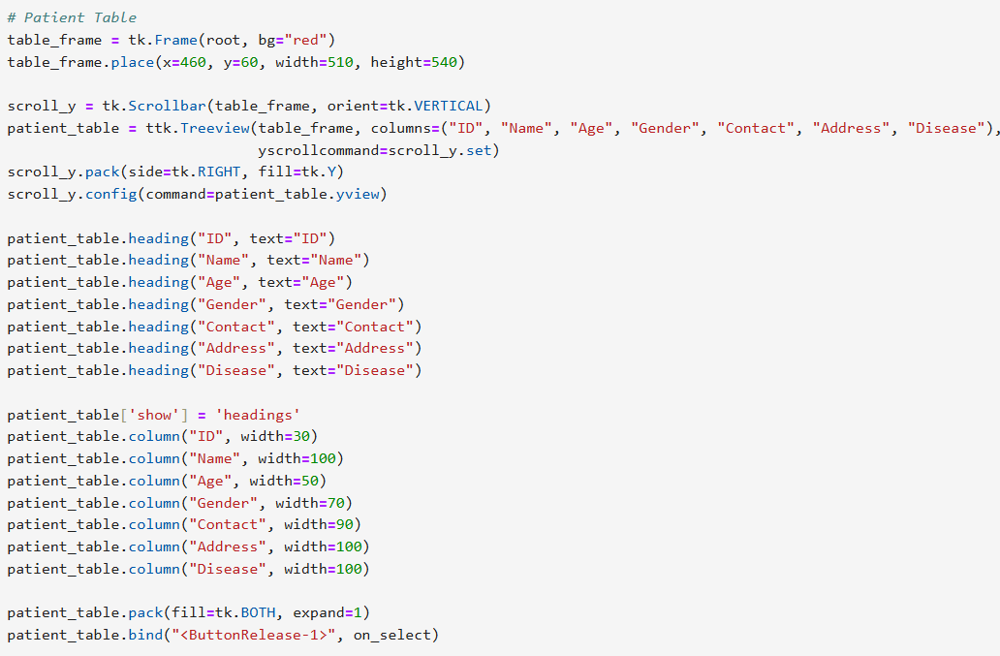 # Patient Table
table_frame = tk.Frame(root, bg="red")
table_frame.place(x=460, y=60, width=510, height=540)

scroll_y = tk.Scrollbar(table_frame, orient=tk.VERTICAL)
patient_table = ttk.Treeview(table_frame, columns=("ID", "Name", "Age", "Gender", "Contact", "Address", "Disease"),
                             yscrollcommand=scroll_y.set)
scroll_y.pack(side=tk.RIGHT, fill=tk.Y)
scroll_y.config(command=patient_table.yview)

patient_table.heading("ID", text="ID")
patient_table.heading("Name", text="Name")
patient_table.heading("Age", text="Age")
patient_table.heading("Gender", text="Gender")
patient_table.heading("Contact", text="Contact")
patient_table.heading("Address", text="Address")
patient_table.heading("Disease", text="Disease")

patient_table['show'] = 'headings'
patient_table.column("ID", width=30)
patient_table.column("Name", width=100)
patient_table.column("Age", width=50)
patient_table.column("Gender", width=70)
patient_table.column("Contact", width=90)
patient_table.column("Address", width=100)
patient_table.column("Disease", width=100)

patient_table.pack(fill=tk.BOTH, expand=1)
patient_table.bind("<ButtonRelease-1>", on_select)